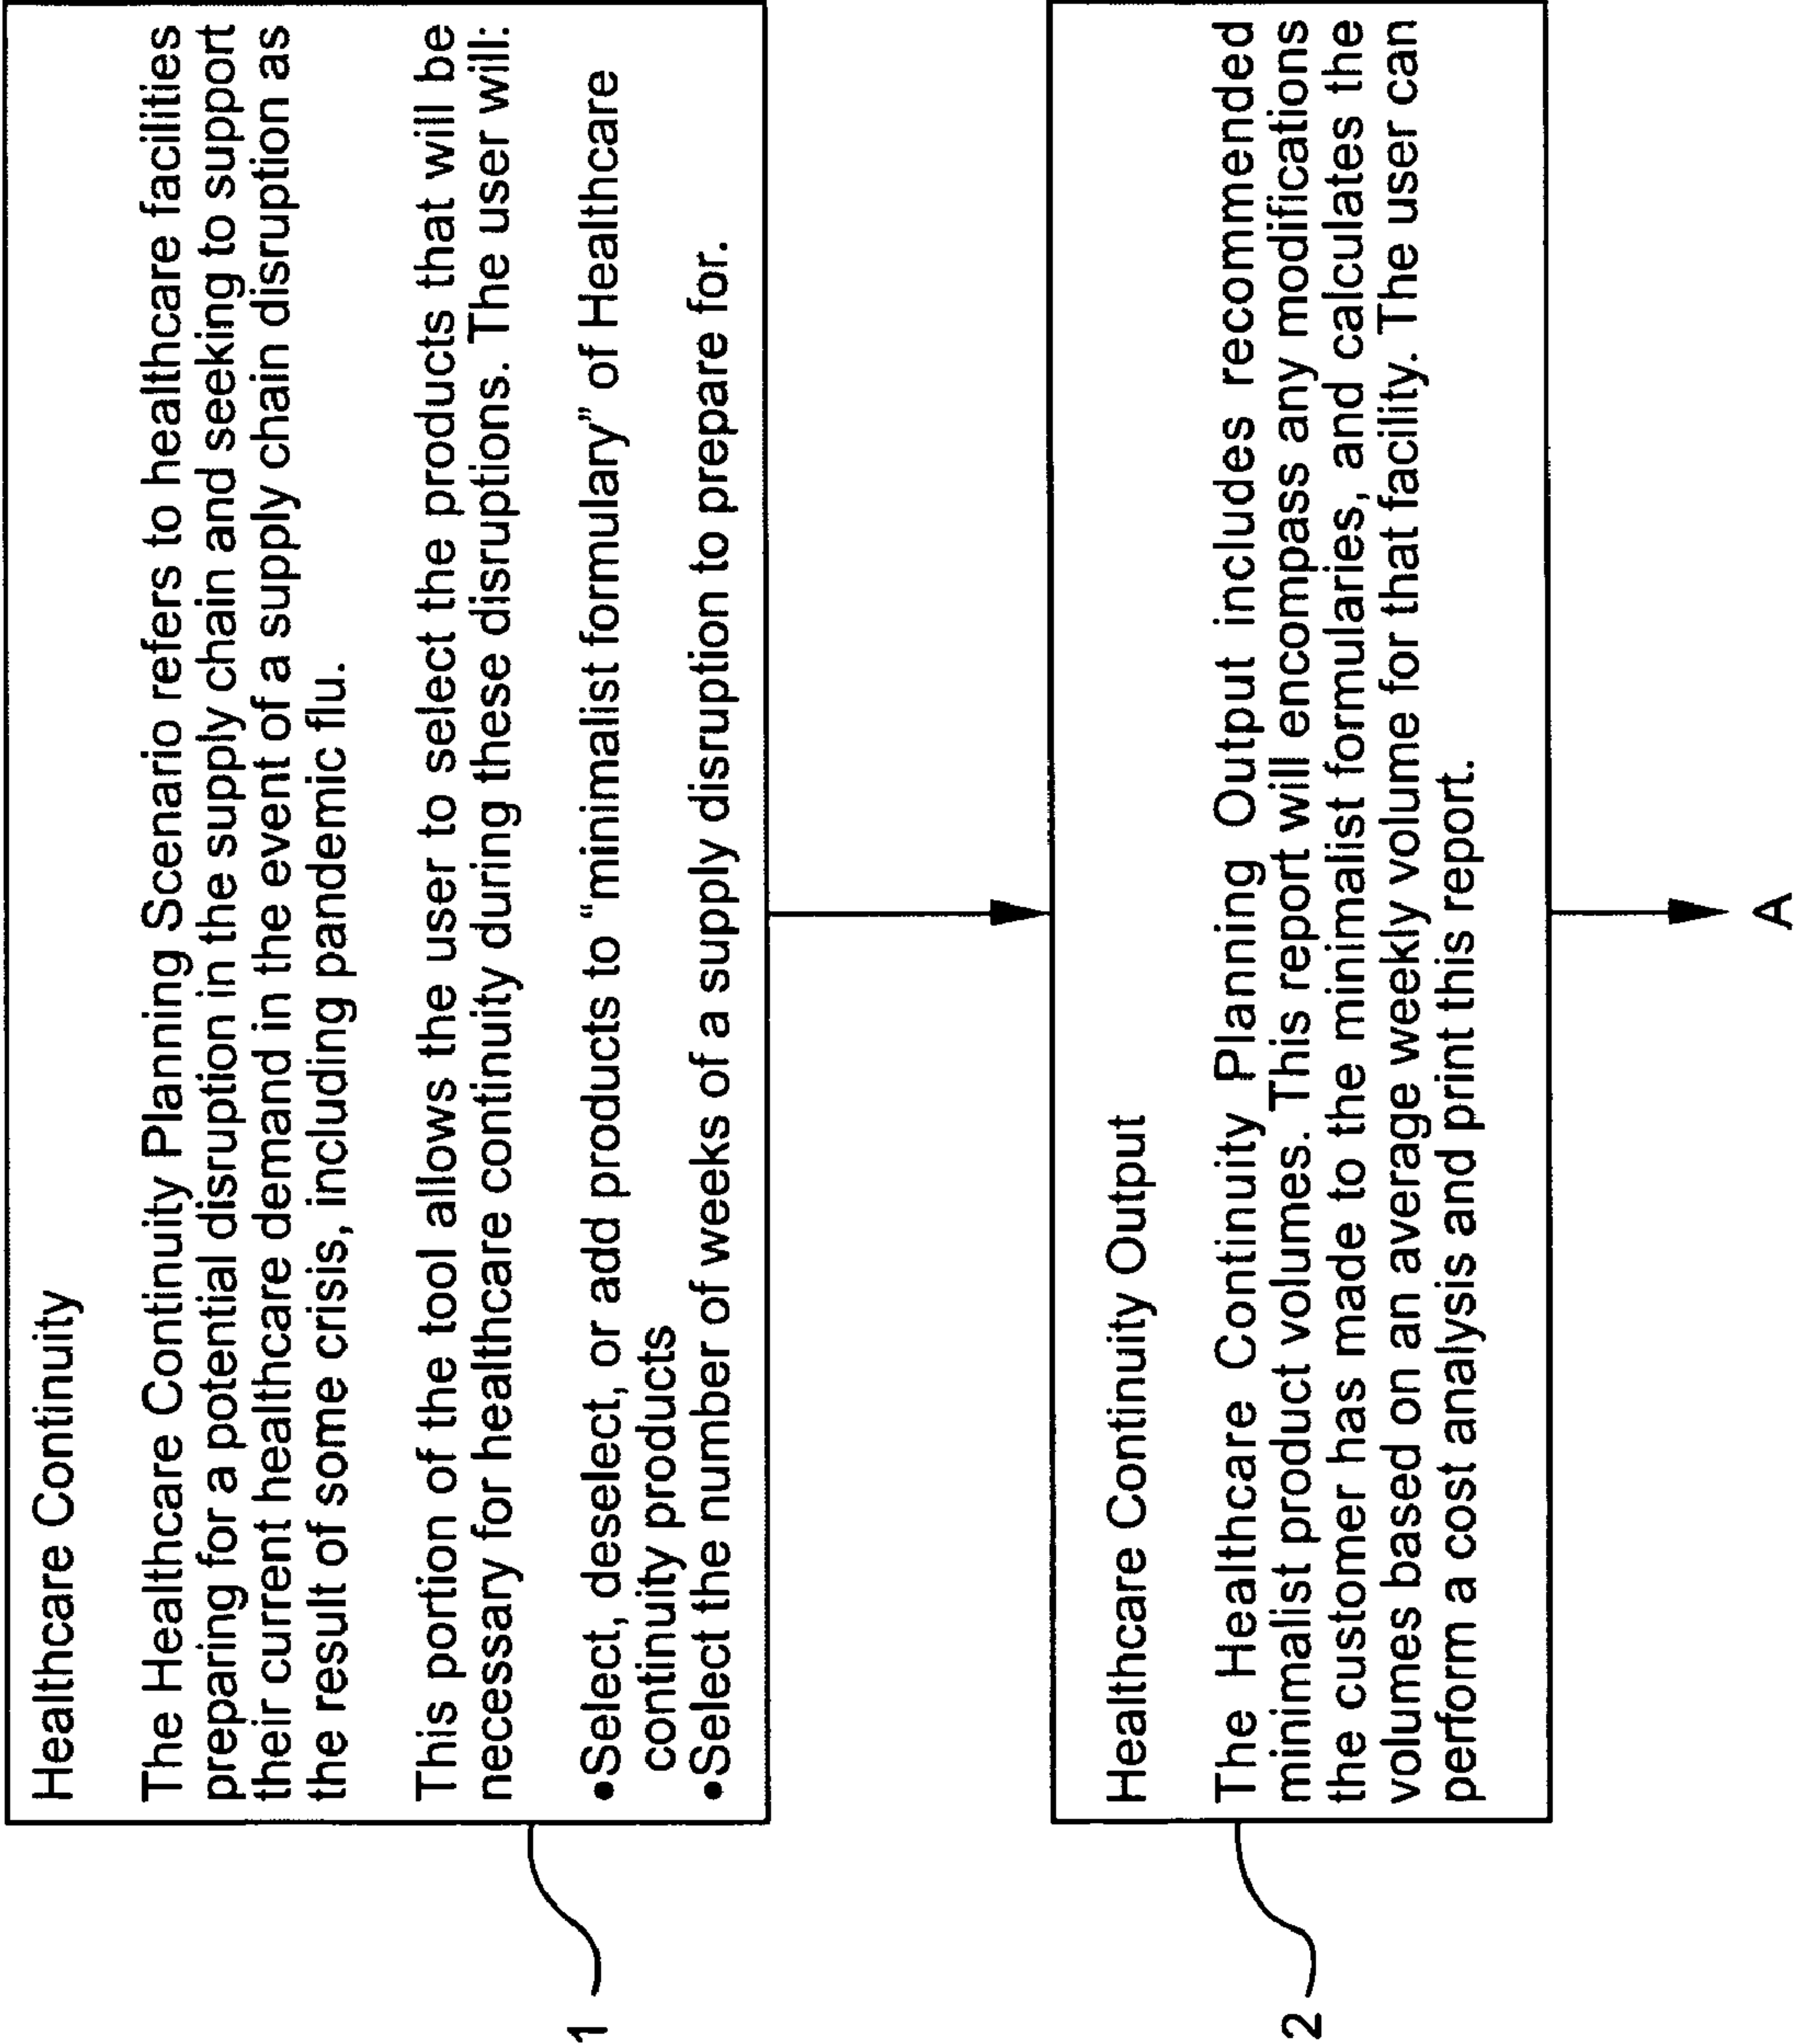 Healthcare Continuity
The Healthcare Continuity Planning Scenario refers to healthcare facilities
preparing for a potential disruption in the supply chain and seeking to support
their current healthcare demand in the event of a supply chain disruption as
the result of some crisis, including pandemic flu.
This portion of the tool allows the user to select the products that will be
necessary for healthcare continuity during these disruptions. The user will:
•Select, deselect, or add products to “minimalist formulary” of Healthcare
continuity products
•Select the number of weeks of a supply disruption to prepare for.
1
Healthcare Continuity Output
The Healthcare Continuity Planning Output includes recommended
minimalist product volumes. This report will encompass any modifications
the customer has made to the minimalist formularies, and calculates the
volumes based on an average weekly volume for that facility. The user can
perform a cost analysis and print this report.
2
A